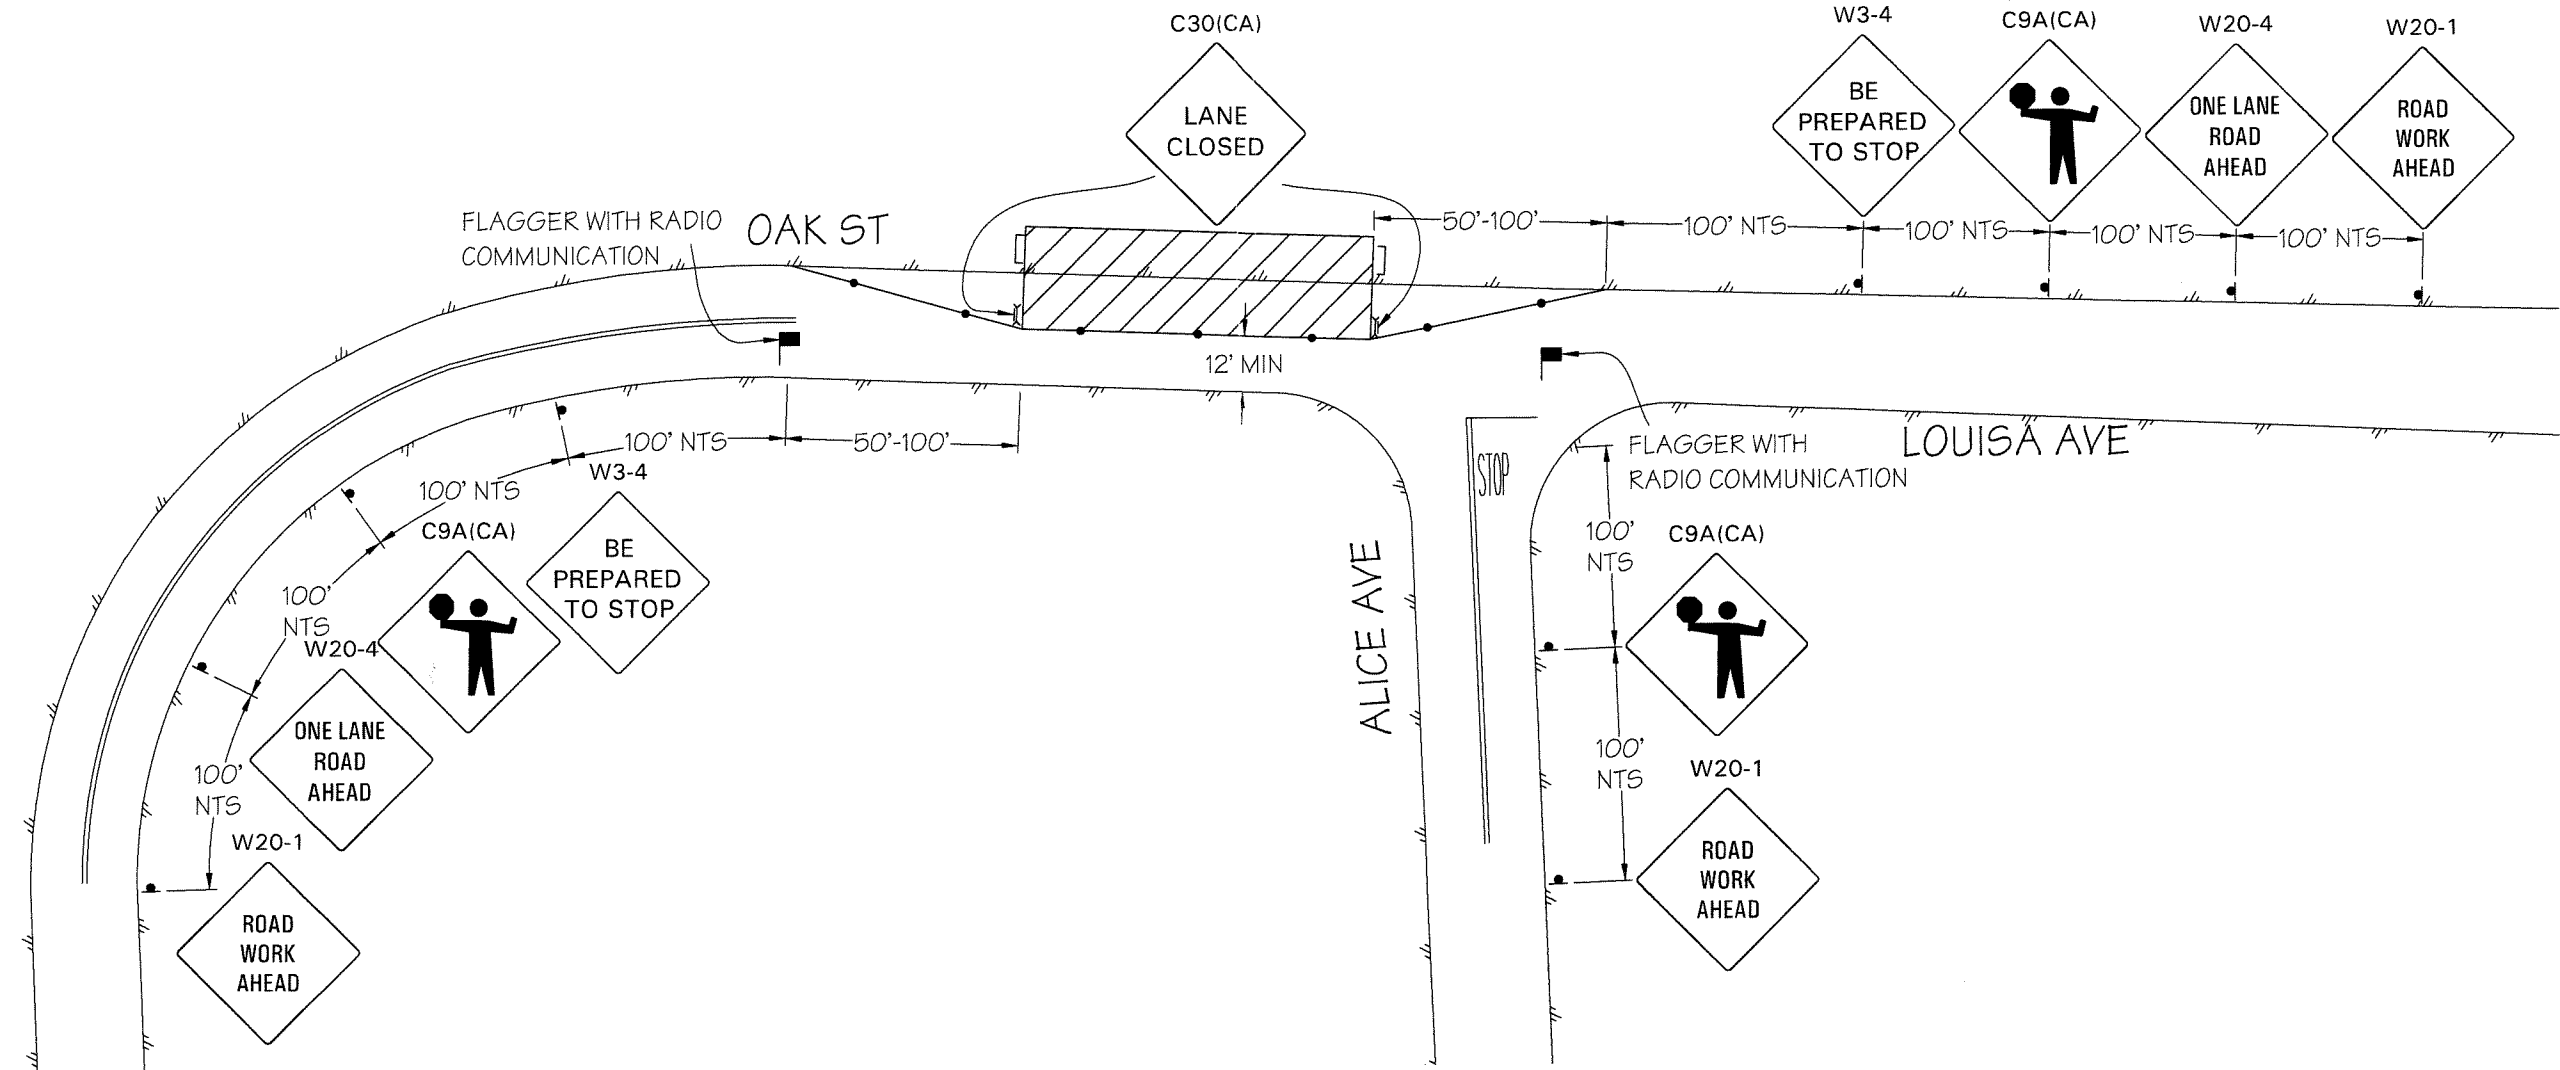 C30(CA)
LANE
CLOSED
W3-4
BE
PREPARED
TO STOP
C9A(CA)
W20-4
ONE LANE
ROAD
AHEAD
W20-1
ROAD
WORK
AHEAD
FLAGGER WITH RADIO
COMMUNICATION
OAK ST
50'-100'
100' NTS
100' NTS
100' NTS
100' NTS
12' MIN
100' NTS
50'-100'
W3-4
BE
PREPARED
TO STOP
100' NTS
C9A(CA)
100'
NTS
W20-4
ONE LANE
ROAD
AHEAD
100'
NTS
W20-1
ROAD
WORK
AHEAD
STOP
ALICE AVE
FLAGGER WITH
RADIO COMMUNICATION
LOUISA AVE
100'
NTS
C9A(CA)
100'
NTS
W20-1
ROAD
WORK
AHEAD